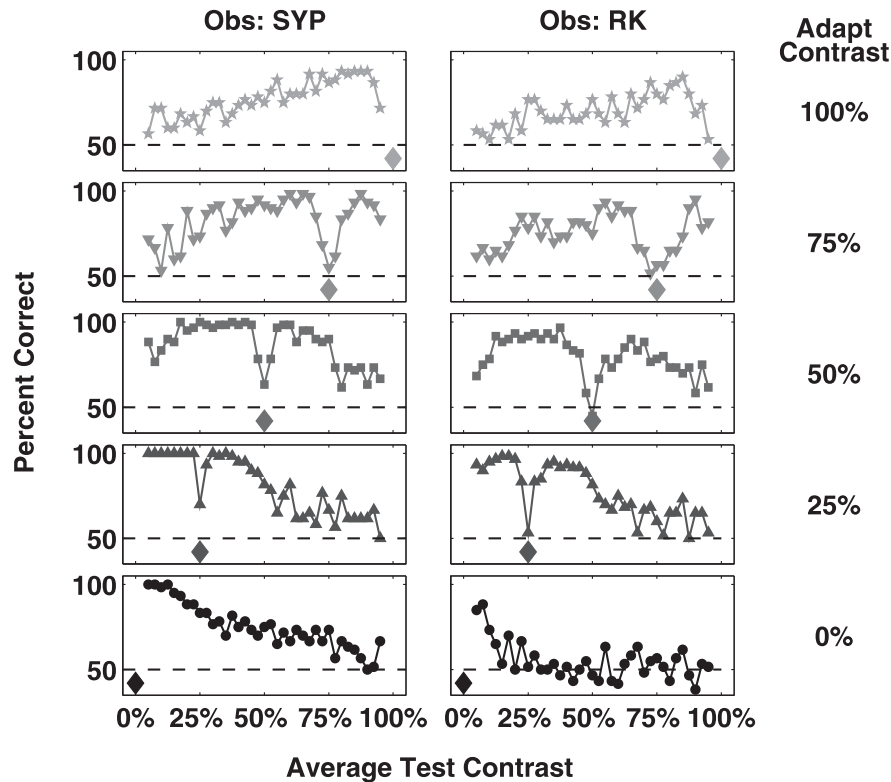 Obs: SYP
Obs: RK
Adapt
Contrast
100
50
100%
100
50
75%
100
50
50%
100
50
25%
100
50
0%
Percent Correct
0% 25% 50% 75% 100%
0% 25% 50% 75% 100%
Average Test Contrast